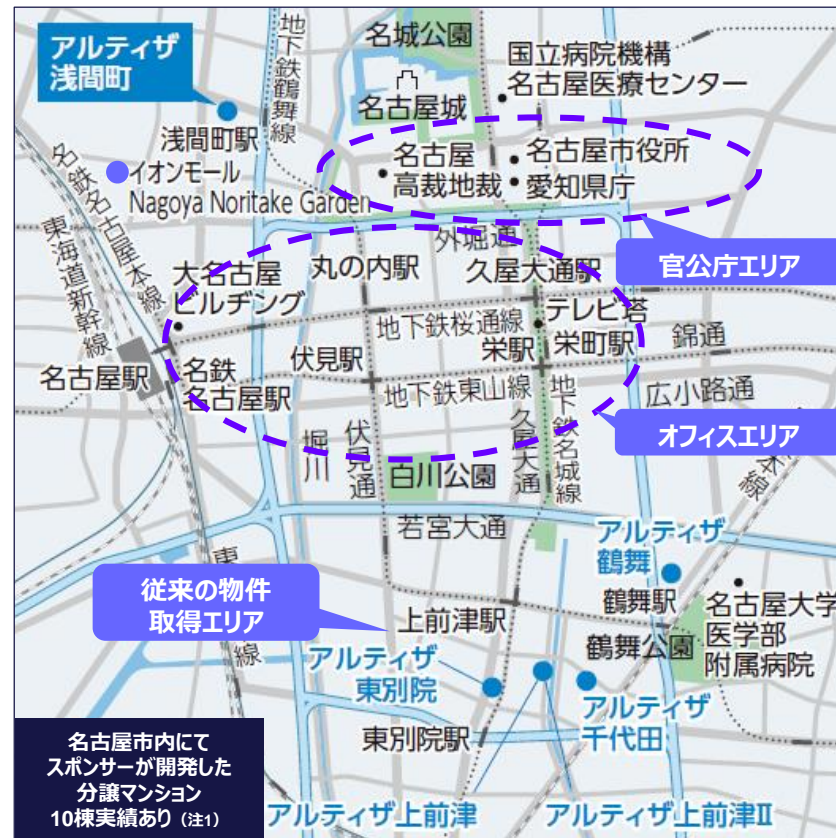 アルティザ
浅間町
名城公園
国立病院機構
名古屋医療センター
地下鉄鶴舞線
名古屋城
浅間町駅
イオンモール
Nagoya Noritake Garden
名古屋
高裁地裁
名古屋市役所
愛知県庁
名鉄名古屋本線
東海道新幹線
外堀通
官公庁エリア
大名古屋
ビルヂング
丸の内駅
久屋大通駅
地下鉄桜通線
テレビ塔
名古屋駅
名鉄
名古屋駅
伏見駅
栄駅
栄町駅
錦通
地下鉄東山線
広小路通
オフィスエリア
堀川
伏見通
久屋大通
地下鉄名城線
本線
白川公園
若宮大通
アルティザ
鶴舞
東
線
従来の物件
取得エリア
上前津駅
鶴舞駅
鶴舞公園
名古屋大学
医学部
附属病院
アルティザ
東別院
アルティザ
千代田
東別院駅
名古屋市内にて
スポンサーが開発した
分譲マンション
10棟実績あり（注1）
アルティザ上前津
アルティザ上前津Ⅱ